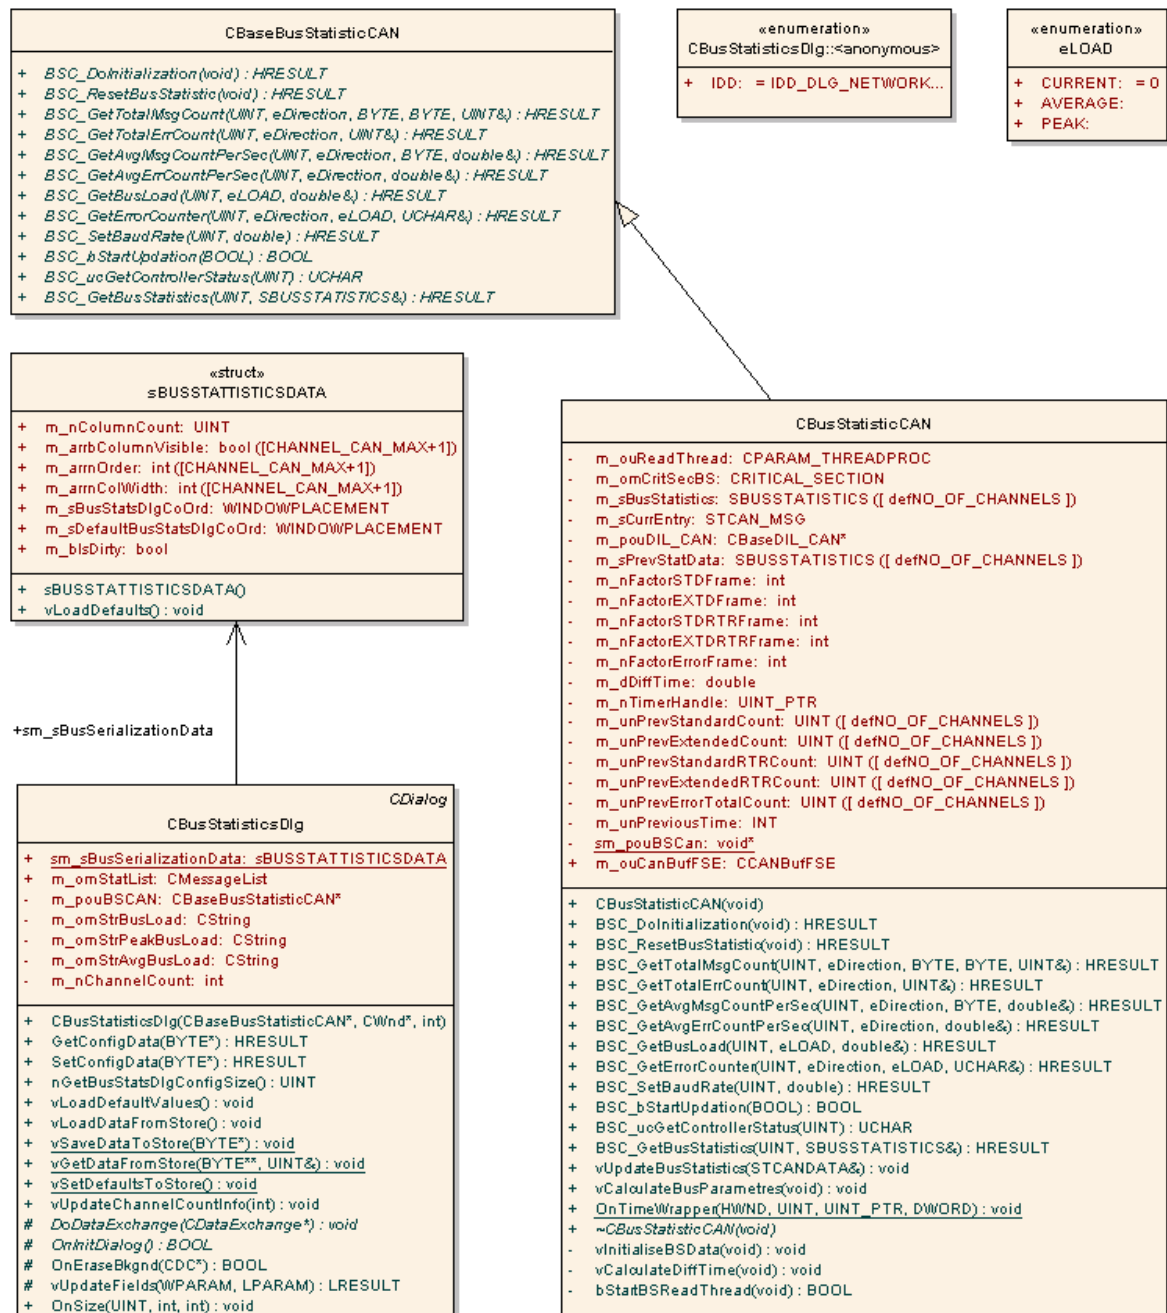 CBaseBusStatisticCAN
+ BSC_DoInitialization(void) : HRESULT
+ BSC_ResetBusStatistic(void) : HRESULT
+ BSC_GetTotalMsgCount(UINT, eDirection, BYTE, BYTE, UINT&) : HRESULT
+ BSC_GetTotalErrCount(UINT, eDirection, UINT&) : HRESULT
+ BSC_GetAvgMsgCountPerSec(UINT, eDirection, BYTE, double&) : HRESULT
+ BSC_GetAvgErrCountPerSec(UINT, eDirection, double&) : HRESULT
+ BSC_GetBusLoad(UINT, eLOAD, double&) : HRESULT
+ BSC_GetErrorCounter(UINT, eDirection, eLOAD, UCHAR&) : HRESULT
+ BSC_SetBaudRate(UINT, double) : HRESULT
+ BSC_bStartUpdation(BOOL) : BOOL
+ BSC_ucGetControllerStatus(UINT) : UCHAR
+ BSC_GetBusStatistics(UINT, SBUSSTATISTICS&) : HRESULT
«enumeration»
CBusStatisticsDlg::<anonymous>
+ IDD: = IDD_DLG_NETWORK...
«enumeration»
eLOAD
+ CURRENT: = 0
+ AVERAGE:
+ PEAK:
«struct»
sBUSSTATTISTICSDATA
+ m_nColumnCount: UINT
+ m_arrbColumnVisible: bool ([CHANNEL_CAN_MAX+1])
+ m_arrnOrder: int ([CHANNEL_CAN_MAX+1])
+ m_arrnColWidth: int ([CHANNEL_CAN_MAX+1])
+ m_sBusStatsDlgCoOrd: WINDOWPLACEMENT
+ m_sDefaultBusStatsDlgCoOrd: WINDOWPLACEMENT
+ m_bIsDirty: bool
+ sBUSSTATTISTICSDATA()
+ vLoadDefaults() : void
+sm_sBusSerializationData
CDialog
CBusStatisticsDlg
+ sm_sBusSerializationData: sBUSSTATTISTICSDATA
+ m_omStatList: CMessageList
- m_pouBSCAN: CBaseBusStatisticCAN*
- m_omStrBusLoad: CString
- m_omStrPeakBusLoad: CString
- m_omStrAvgBusLoad: CString
- m_nChannelCount: int
+ CBusStatisticsDlg(CBaseBusStatisticCAN*, CWnd*, int)
+ GetConfigData(BYTE*) : HRESULT
+ SetConfigData(BYTE*) : HRESULT
+ nGetBusStatsDlgConfigSize() : UINT
+ vLoadDefaultValues() : void
+ vLoadDataFromStore() : void
+ vSaveDataToStore(BYTE*) : void
+ vGetDataFromStore(BYTE**, UINT&) : void
+ vSetDefaultsToStore() : void
+ vUpdateChannelCountInfo(int) : void
# DoDataExchange(CDataExchange*) : void
# OnInitDialog() : BOOL
# OnEraseBkgnd(CDC*) : BOOL
# vUpdateFields(WPARAM, LPARAM) : LRESULT
+ OnSize(UINT, int, int) : void
CBusStatisticCAN
- m_ouReadThread: CPARAM_THREADPROC
- m_omCritSecBS: CRITICAL_SECTION
- m_sBusStatistics: SBUSSTATISTICS ([ defNO_OF_CHANNELS ])
- m_sCurrEntry: STCAN_MSG
- m_pouDIL_CAN: CBaseDIL_CAN*
- m_sPrevStatData: SBUSSTATISTICS ([ defNO_OF_CHANNELS ])
- m_nFactorSTDFrame: int
- m_nFactorEXTDFrame: int
- m_nFactorSTDRTRFrame: int
- m_nFactorEXTDRTRFrame: int
- m_nFactorErrorFrame: int
- m_dDiffTime: double
- m_nTimerHandle: UINT_PTR
- m_unPrevStandardCount: UINT ([ defNO_OF_CHANNELS ])
- m_unPrevExtendedCount: UINT ([ defNO_OF_CHANNELS ])
- m_unPrevStandardRTRCount: UINT ([ defNO_OF_CHANNELS ])
- m_unPrevExtendedRTRCount: UINT ([ defNO_OF_CHANNELS ])
- m_unPrevErrorTotalCount: UINT ([ defNO_OF_CHANNELS ])
- m_unPreviousTime: INT
- sm_pouBSCan: void*
+ m_ouCanBufFSE: CCANBufFSE
+ CBusStatisticCAN(void)
+ BSC_DoInitialization(void) : HRESULT
+ BSC_ResetBusStatistic(void) : HRESULT
+ BSC_GetTotalMsgCount(UINT, eDirection, BYTE, BYTE, UINT&) : HRESULT
+ BSC_GetTotalErrCount(UINT, eDirection, UINT&) : HRESULT
+ BSC_GetAvgMsgCountPerSec(UINT, eDirection, BYTE, double&) : HRESULT
+ BSC_GetAvgErrCountPerSec(UINT, eDirection, double&) : HRESULT
+ BSC_GetBusLoad(UINT, eLOAD, double&) : HRESULT
+ BSC_GetErrorCounter(UINT, eDirection, eLOAD, UCHAR&) : HRESULT
+ BSC_SetBaudRate(UINT, double) : HRESULT
+ BSC_bStartUpdation(BOOL) : BOOL
+ BSC_ucGetControllerStatus(UINT) : UCHAR
+ BSC_GetBusStatistics(UINT, SBUSSTATISTICS&) : HRESULT
+ vUpdateBusStatistics(STCANDATA&) : void
+ vCalculateBusParametres(void) : void
+ OnTimeWrapper(HWND, UINT, UINT_PTR, DWORD) : void
+ ~CBusStatisticCAN(void)
- vInitialiseBSData(void) : void
- vCalculateDiffTime(void) : void
- bStartBSReadThread(void) : BOOL